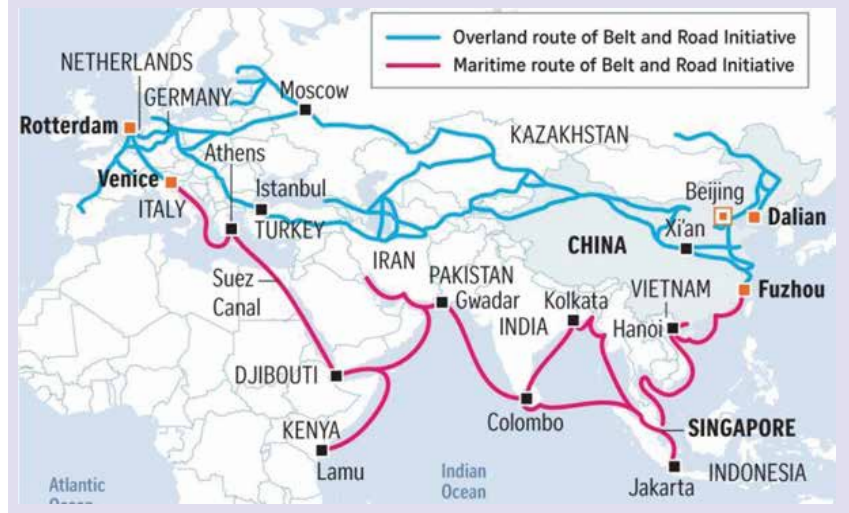 Overland route of Belt and Road Initiative
Maritime route of Belt and Road Initiative
NETHERLANDS
GERMANY
Moscow
Rotterdam
KAZAKHSTAN
Athens
Venice
Istanbul
Beijing
ITALY
TURKEY
Xi'an
Dalian
CHINA
IRAN
Suez
Canal
PAKISTAN
Gwadar
Kolkata
VIETNAM
Fuzhou
INDIA
Hanoi
DJIBOUTI
Colombo
SINGAPORE
KENYA
Lamu
Indian
Ocean
Jakarta
INDONESIA
Atlantic